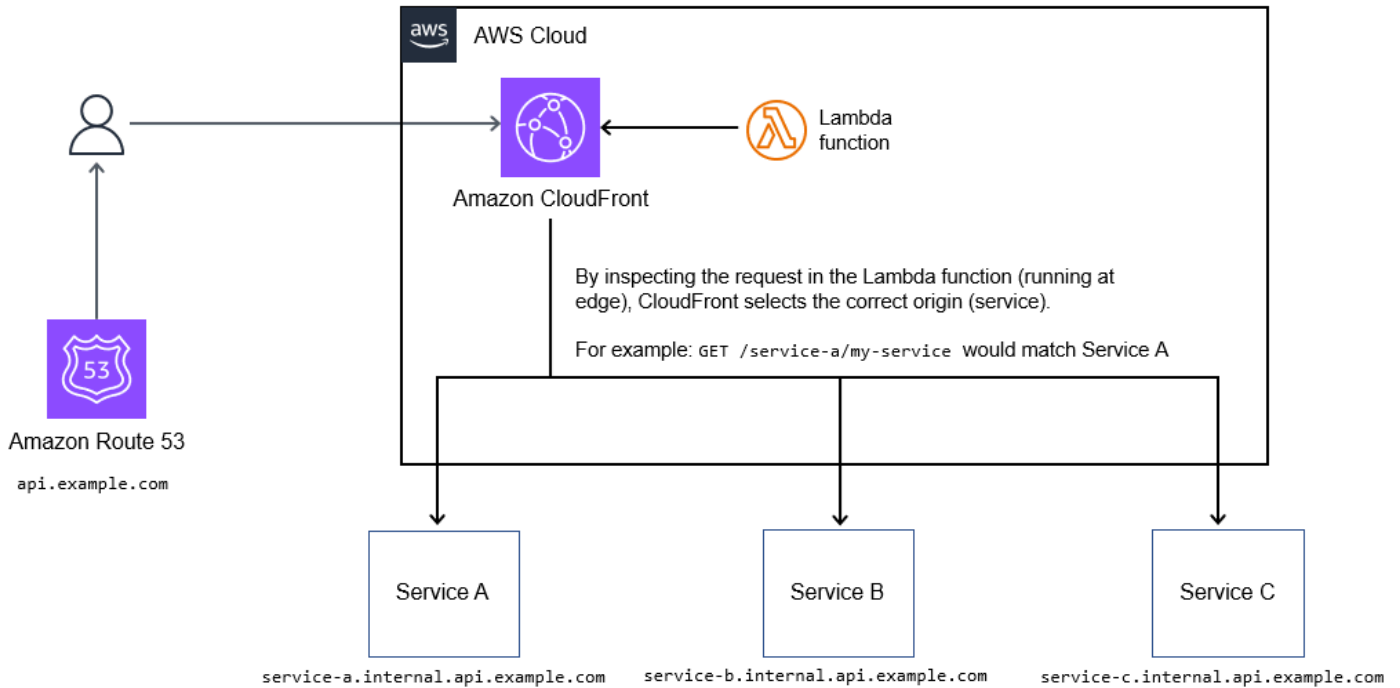 aws
AWS Cloud
Lambda
function
Amazon CloudFront
By inspecting the request in the Lambda function (running at
edge), CloudFront selects the correct origin (service).
For example: GET /service-a/my-service would match Service A
53
Amazon Route 53
api.example.com
Service A
Service B
Service C
service-a.internal.api.example.com
service-b.internal.api.example.com
service-c.internal.api.example.com